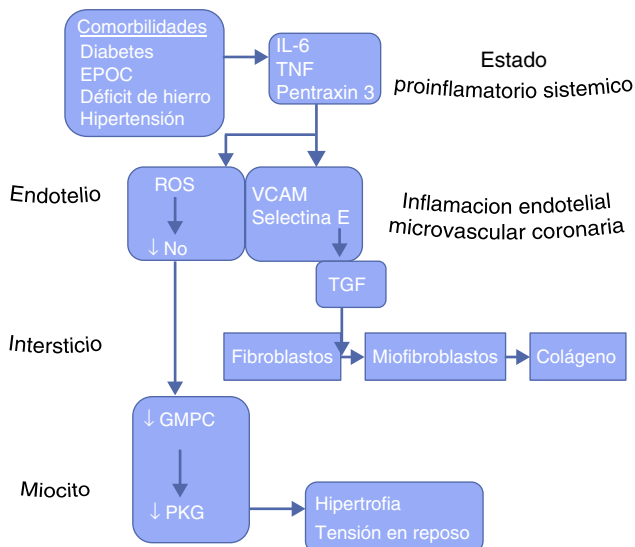 Comorbilidades
Diabetes
EPOC
Déficit de hierro
Hipertensión
IL-6
TNF
Pentraxin 3
Estado
proinflamatorio sistemico
Endotelio
ROS
↓ No
VCAM
Selectina E
TGF
Inflamacion endotelial
microvascular coronaria
Intersticio
Fibroblastos
Miofibroblastos
Colágeno
Miocito
↓ GMPC
↓ PKG
Hipertrofia
Tensión en reposo